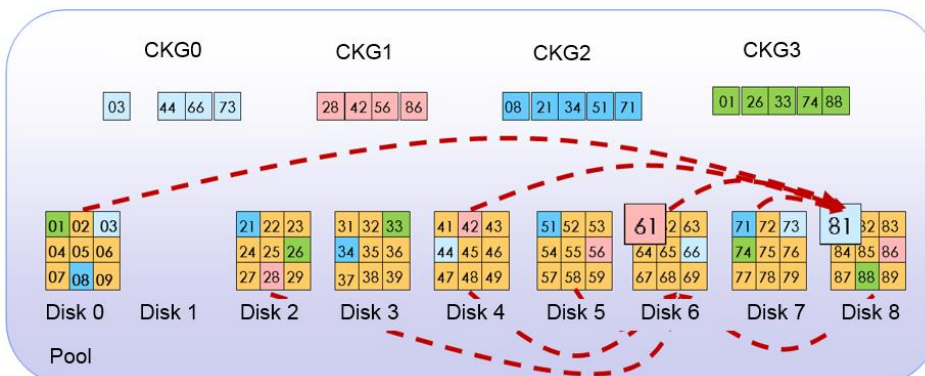 CKG0 CKG1 CKG2 CKG3
03 44 66 73 28 42 56 86 08 21 34 51 71 01 26 33 74 88
01 02 03 21 22 23 31 32 33 41 42 43 51 52 53 61 62 63 71 72 73 81 82 83
04 05 06 24 25 26 34 35 36 44 45 46 54 55 56 64 65 66 74 75 76 84 85 86
07 08 09 27 28 29 37 38 39 47 48 49 57 58 59 67 68 69 77 78 79 87 88 89
Disk 0 Disk 1 Disk 2 Disk 3 Disk 4 Disk 5 Disk 6 Disk 7 Disk 8
Pool